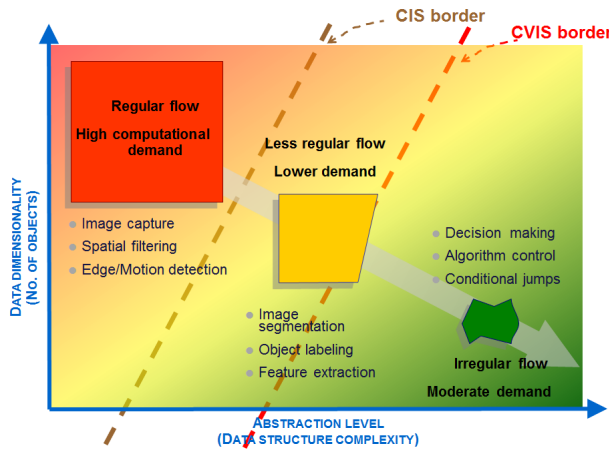 CIS border
CVIS border
Regular flow
High computational
demand
Less regular flow
Lower demand
• Image capture
• Spatial filtering
• Edge/Motion detection
• Decision making
• Algorithm control
• Conditional jumps
• Image
segmentation
• Object labeling
• Feature extraction
Irregular flow
Moderate demand
DATA DIMENSIONALITY
(NO. OF OBJECTS)
ABSTRACTION LEVEL
(DATA STRUCTURE COMPLEXITY)